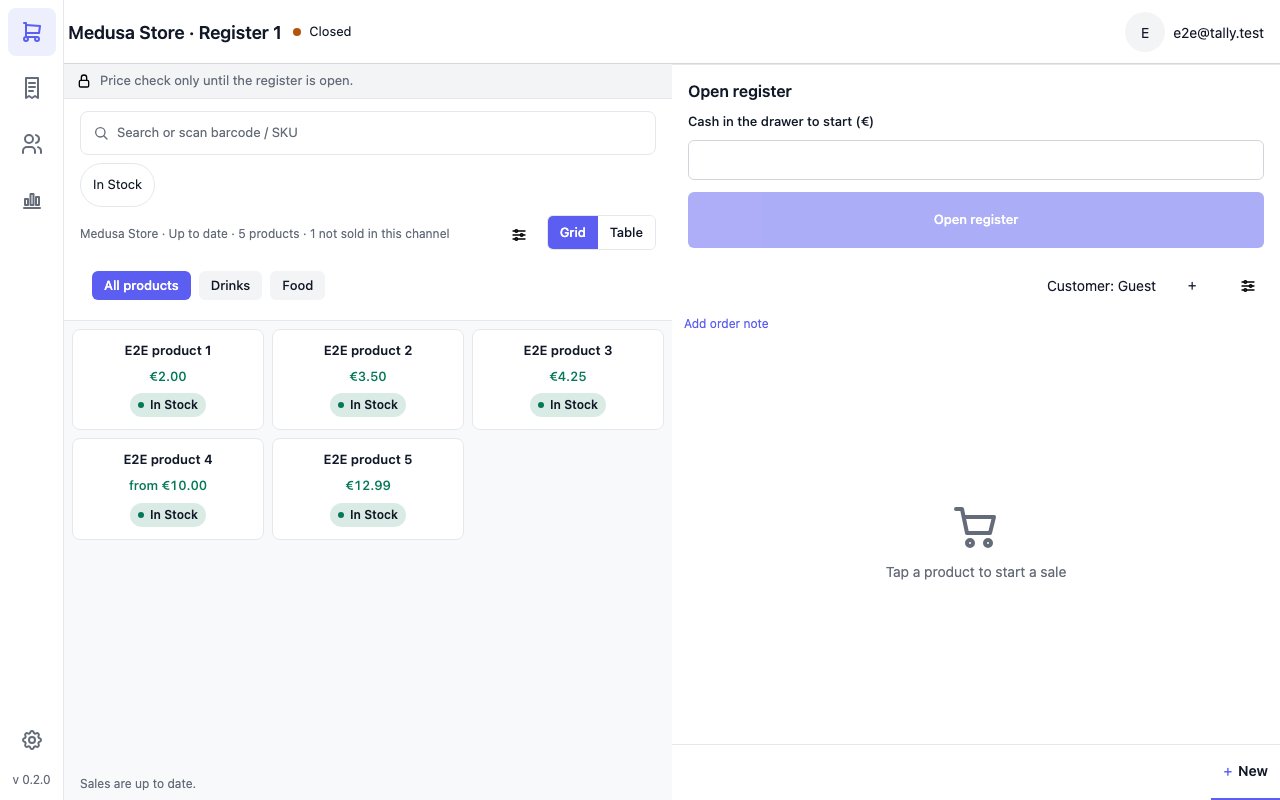 Medusa Store · Register 1 Closed
E e2e@tally.test
Price check only until the register is open.
Search or scan barcode / SKU
In Stock
Medusa Store · Up to date · 5 products · 1 not sold in this channel
Grid Table
All products Drinks Food
E2E product 1
€2.00
In Stock
E2E product 2
€3.50
In Stock
E2E product 3
€4.25
In Stock
E2E product 4
from €10.00
In Stock
E2E product 5
€12.99
In Stock
Sales are up to date.
v 0.2.0
Open register
Cash in the drawer to start (€)
Open register
Customer: Guest +
Add order note
Tap a product to start a sale
+ New